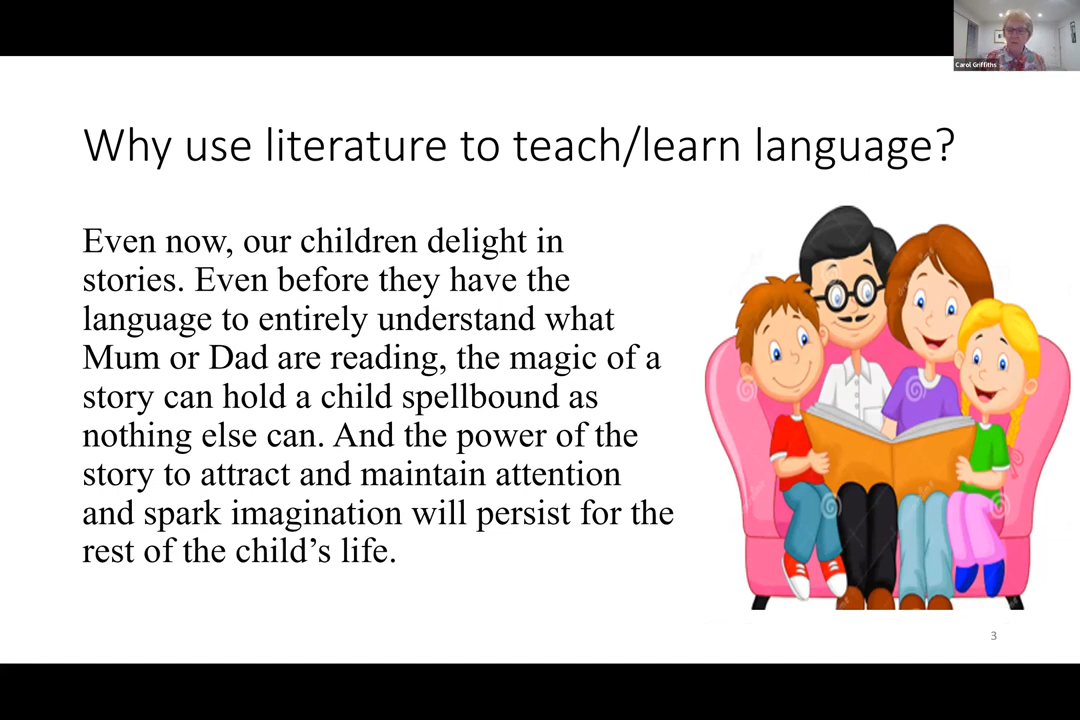 Carol Griffiths
Why use literature to teach/learn language?
Even now, our children delight in
stories. Even before they have the
language to entirely understand what
Mum or Dad are reading, the magic of a
story can hold a child spellbound as
nothing else can. And the power of the
story to attract and maintain attention
and spark imagination will persist for the
rest of the child’s life.
3